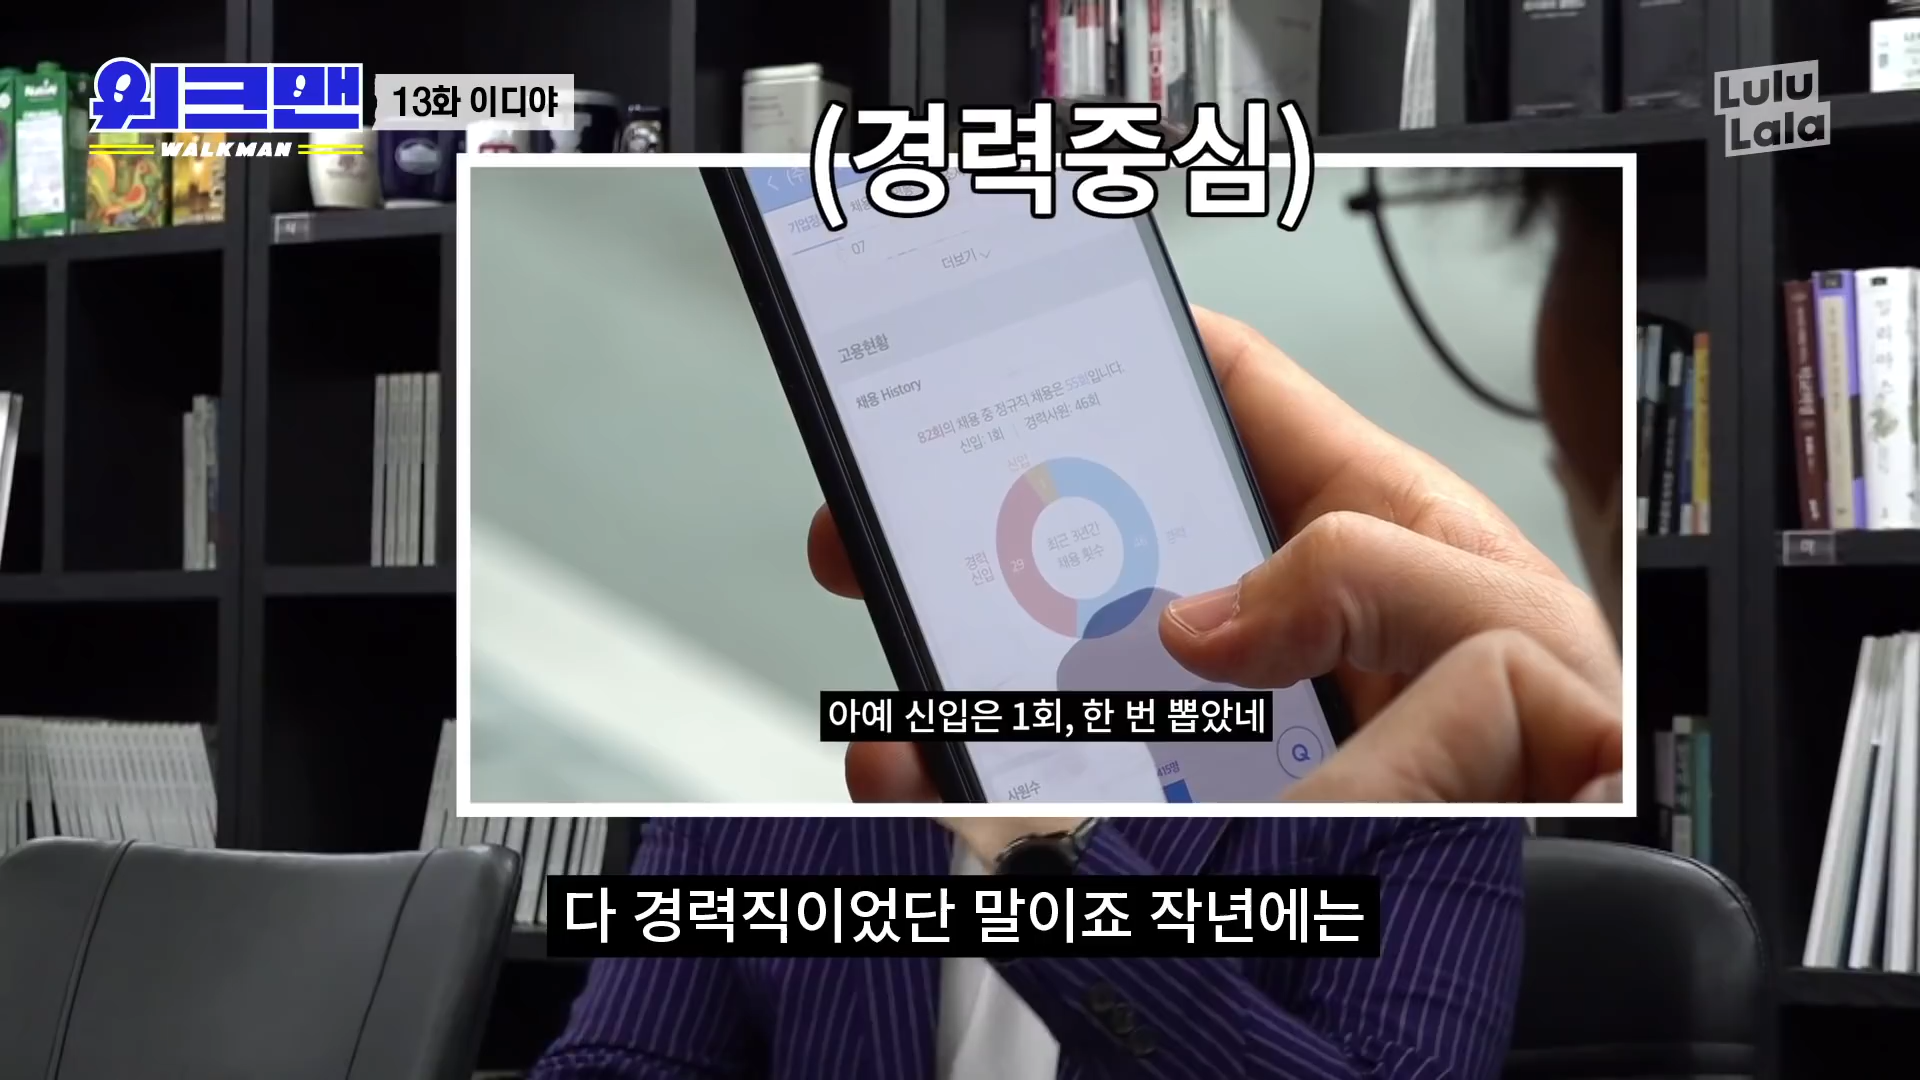 워크맨
WALKMAN
13화 이디야
Lulu
Lala
(경력중심)
07
더보기
고용현황
채용 History
82회의 채용 중 정규직 채용은 55회입니다.
신입: 1회 | 경력사원: 46회
신입
최근 3년간
채용 횟수
경력
신입
29
경력
아예 신입은 1회, 한 번 뽑았네
415명
Q
사원수
다 경력직이었단 말이죠 작년에는